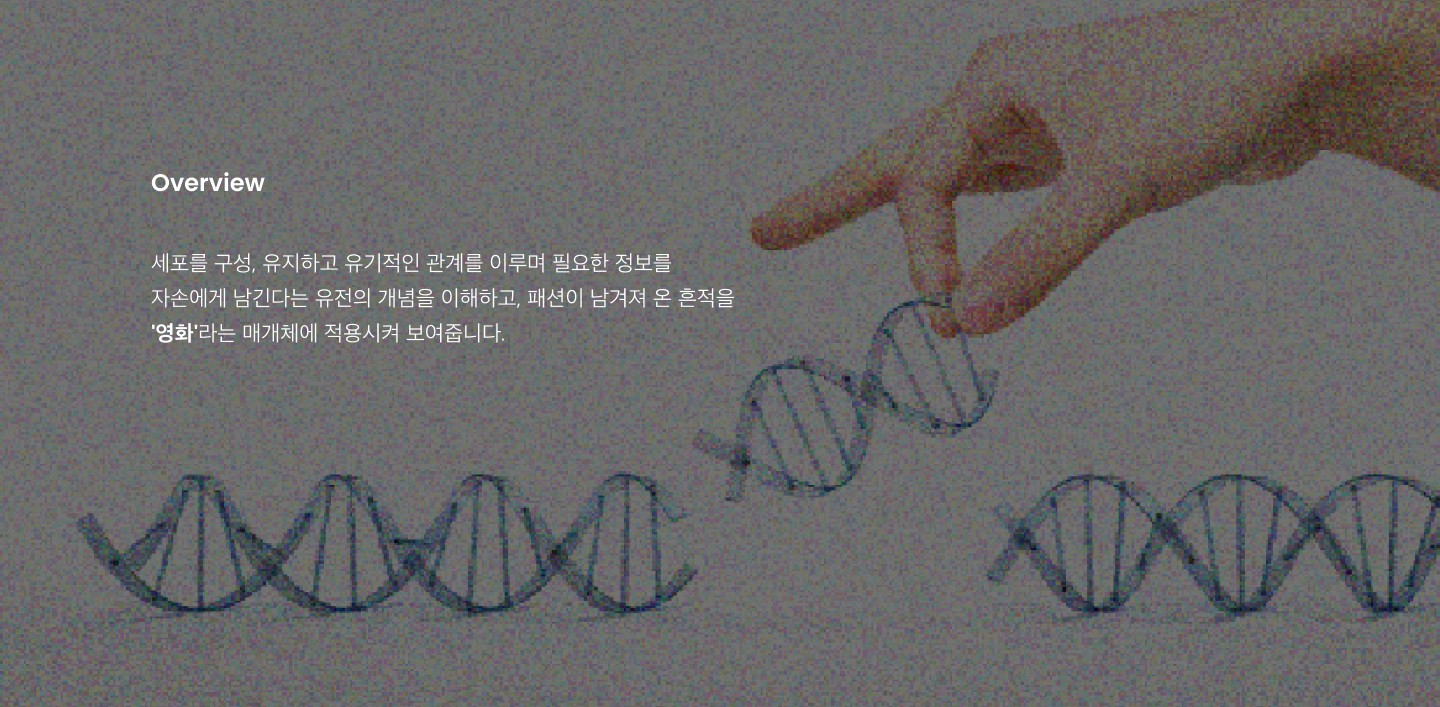 Overview
세포를 구성, 유지하고 유기적인 관계를 이루며 필요한 정보를
자손에게 남긴다는 유전의 개념을 이해하고, 패션이 남겨져 온 흔적을
'영화'라는 매개체에 적용시켜 보여줍니다.